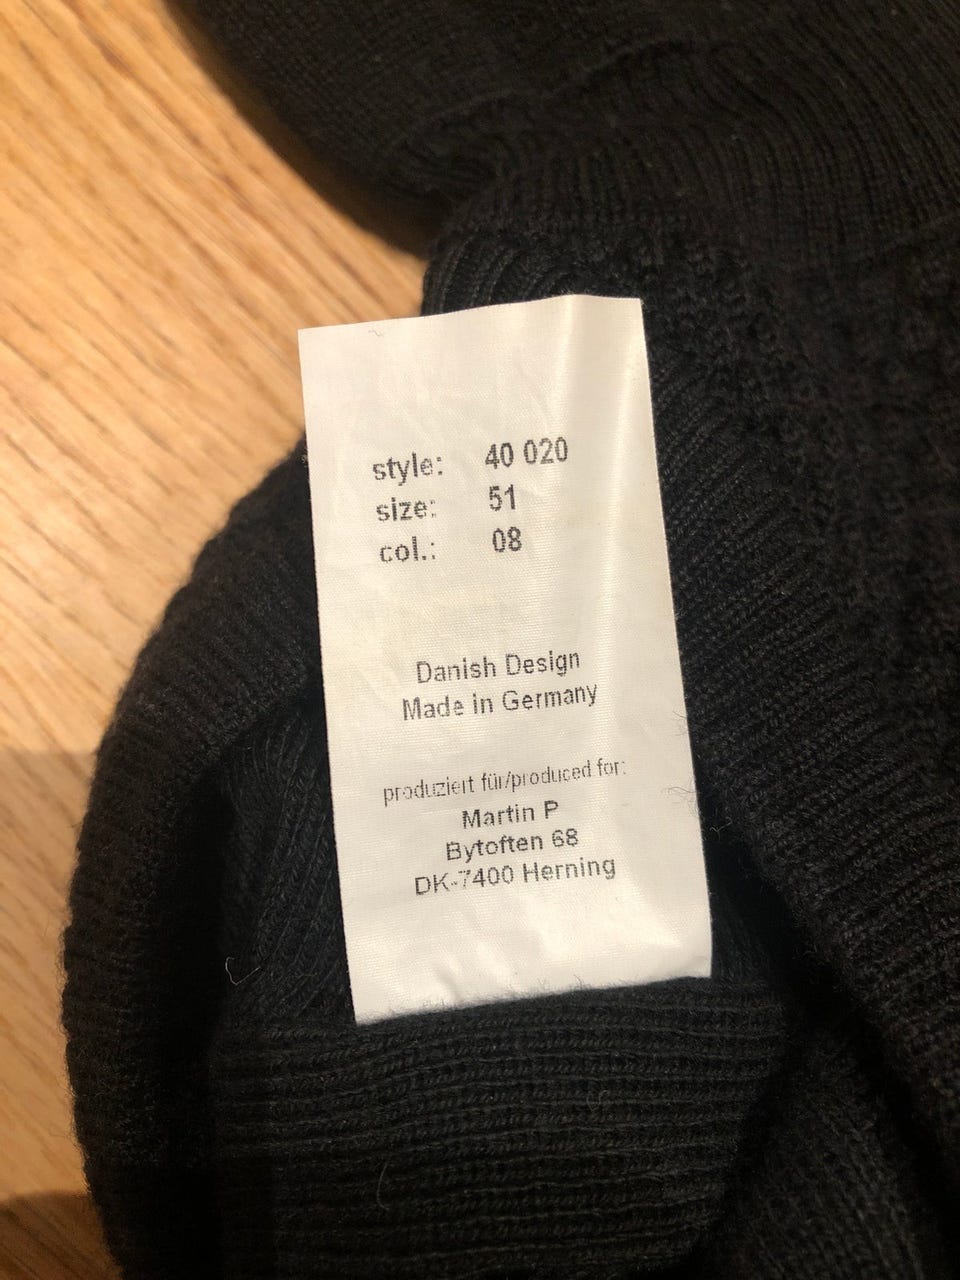 style: 40 020
size: 51
col.: 08
Danish Design
Made in Germany
produziert für/produced for:
Martin P
Bytoften 68
DK-7400 Herning